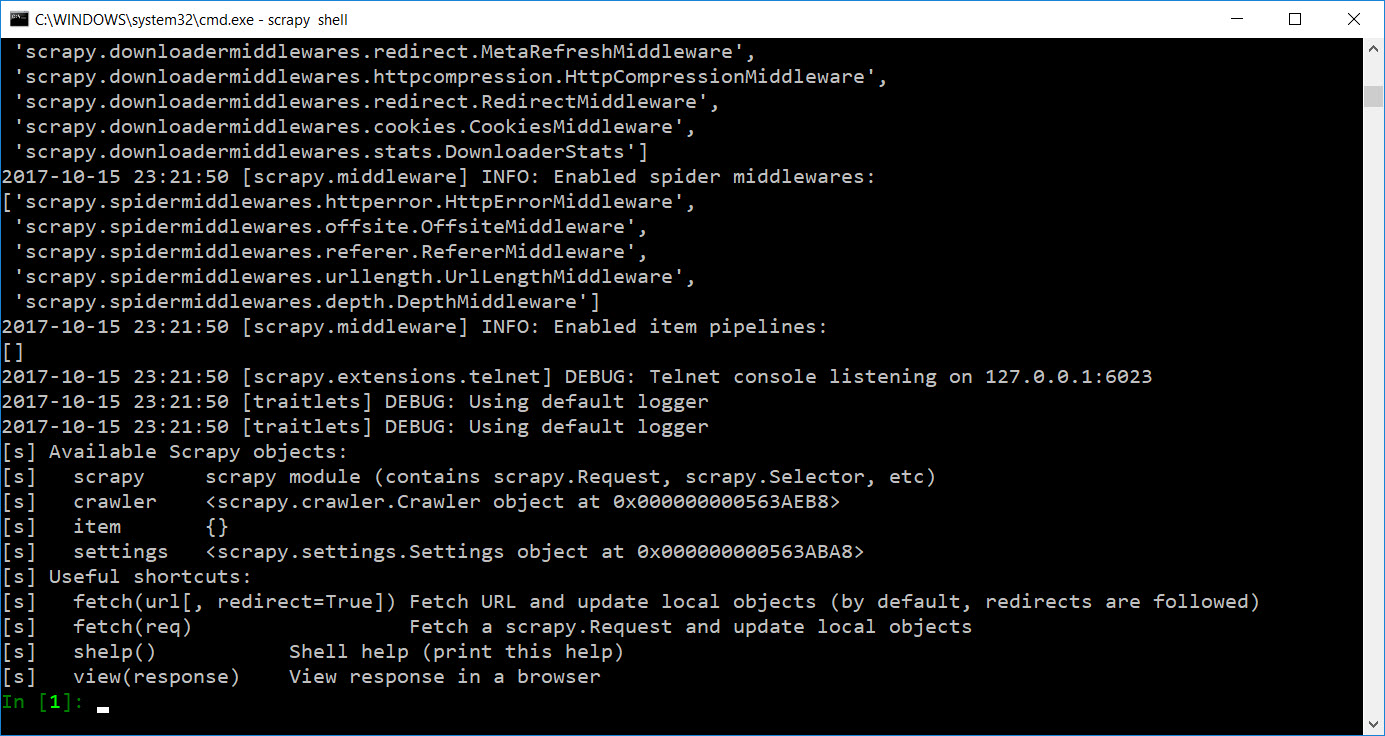 C:\WINDOWS\system32\cmd.exe - scrapy  shell
 'scrapy.downloadermiddlewares.redirect.MetaRefreshMiddleware',
 'scrapy.downloadermiddlewares.httpcompression.HttpCompressionMiddleware',
 'scrapy.downloadermiddlewares.redirect.RedirectMiddleware',
 'scrapy.downloadermiddlewares.cookies.CookiesMiddleware',
 'scrapy.downloadermiddlewares.stats.DownloaderStats']
2017-10-15 23:21:50 [scrapy.middleware] INFO: Enabled spider middlewares:
['scrapy.spidermiddlewares.httperror.HttpErrorMiddleware',
 'scrapy.spidermiddlewares.offsite.OffsiteMiddleware',
 'scrapy.spidermiddlewares.referer.RefererMiddleware',
 'scrapy.spidermiddlewares.urllength.UrlLengthMiddleware',
 'scrapy.spidermiddlewares.depth.DepthMiddleware']
2017-10-15 23:21:50 [scrapy.middleware] INFO: Enabled item pipelines:
[]
2017-10-15 23:21:50 [scrapy.extensions.telnet] DEBUG: Telnet console listening on 127.0.0.1:6023
2017-10-15 23:21:50 [traitlets] DEBUG: Using default logger
2017-10-15 23:21:50 [traitlets] DEBUG: Using default logger
[s] Available Scrapy objects:
[s]   scrapy     scrapy module (contains scrapy.Request, scrapy.Selector, etc)
[s]   crawler    <scrapy.crawler.Crawler object at 0x000000000563AEB8>
[s]   item       {}
[s]   settings   <scrapy.settings.Settings object at 0x000000000563ABA8>
[s] Useful shortcuts:
[s]   fetch(url[, redirect=True]) Fetch URL and update local objects (by default, redirects are followed)
[s]   fetch(req)                  Fetch a scrapy.Request and update local objects
[s]   shelp()           Shell help (print this help)
[s]   view(response)    View response in a browser
In [1]: